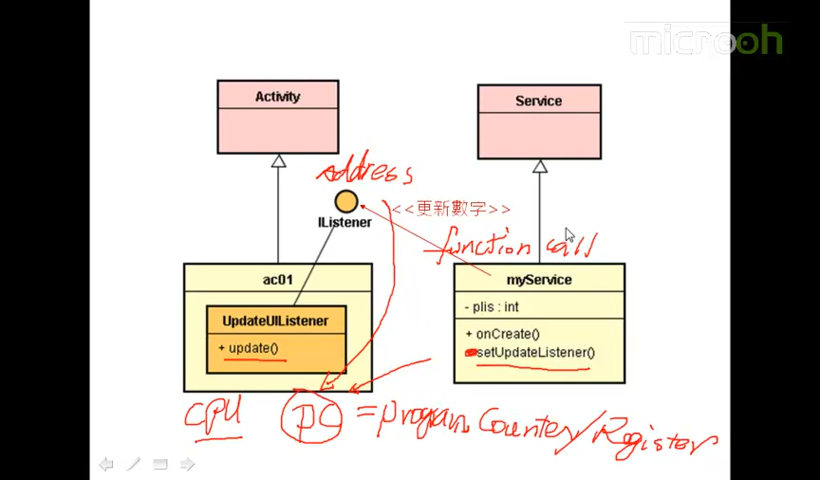 microoh
Activity
Service
Address
IListener
<<更新數字>>
function call
ac01
UpdateUIListener
+ update()
myService
- plis : int
+ onCreate()
setUpdateListener()
CPU
PC = Program Counter/Register